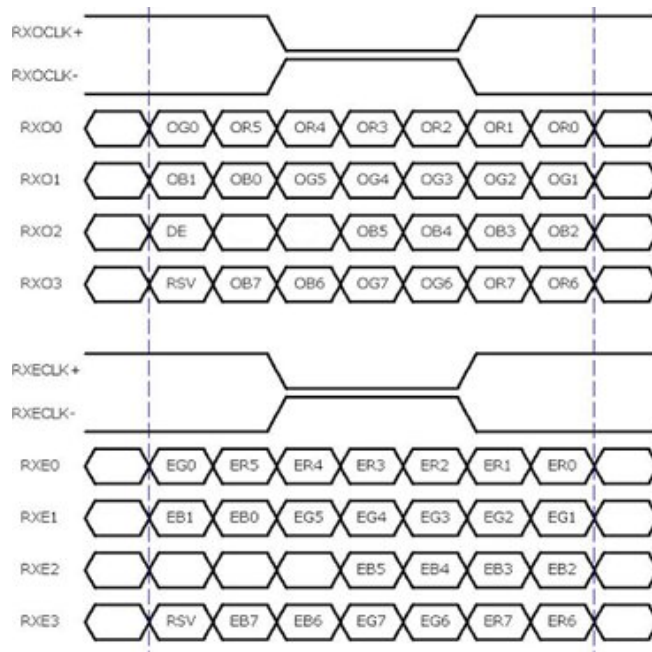 RXOCLK+
RXOCLK-
RXO0 OG0 OR5 OR4 OR3 OR2 OR1 OR0
RXO1 OB1 OB0 OG5 OG4 OG3 OG2 OG1
RXO2 DE OB5 OB4 OB3 OB2
RXO3 RSV OB7 OB6 OG7 OG6 OR7 OR6
RXECLK+
RXECLK-
RXE0 EG0 ER5 ER4 ER3 ER2 ER1 ER0
RXE1 EB1 EB0 EG5 EG4 EG3 EG2 EG1
RXE2 EB5 EB4 EB3 EB2
RXE3 RSV EB7 EB6 EG7 EG6 ER7 ER6